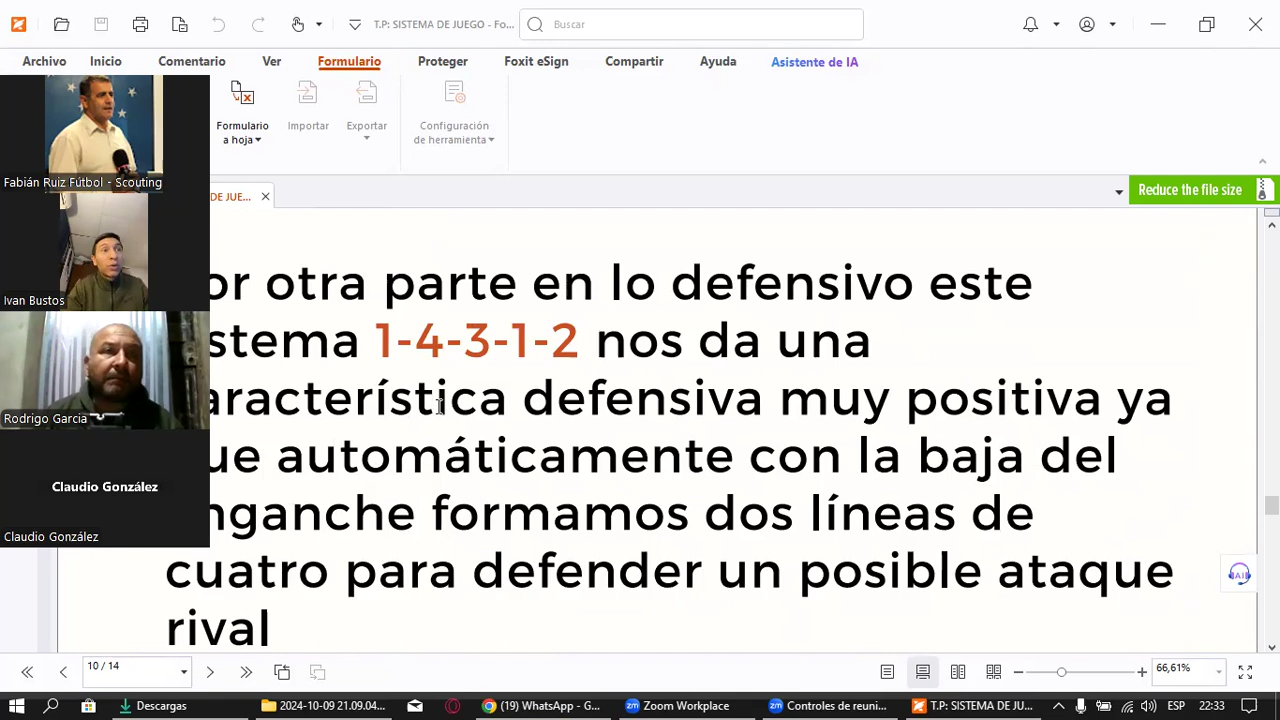 T.P: SISTEMA DE JUEGO - Fo...
Buscar
Archivo Inicio Comentario Ver Formulario Proteger Foxit eSign Compartir Ayuda Asistente de IA
Formulario a hoja
Importar
Exportar
Configuración de herramienta
DE JUE...
Reduce the file size
Fabián Ruiz Fútbol - Scouting
Ivan Bustos
Rodrigo Garcia
Claudio González
Claudio González
or otra parte en lo defensivo este
stema 1-4-3-1-2 nos da una
aracterística defensiva muy positiva ya
ue automáticamente con la baja del
nganche formamos dos líneas de
cuatro para defender un posible ataque
rival
10 / 14
66,61%
Descargas
2024-10-09 21.09.04...
(19) WhatsApp - G...
Zoom Workplace
Controles de reuni...
T.P: SISTEMA DE JU...
ESP
22:33